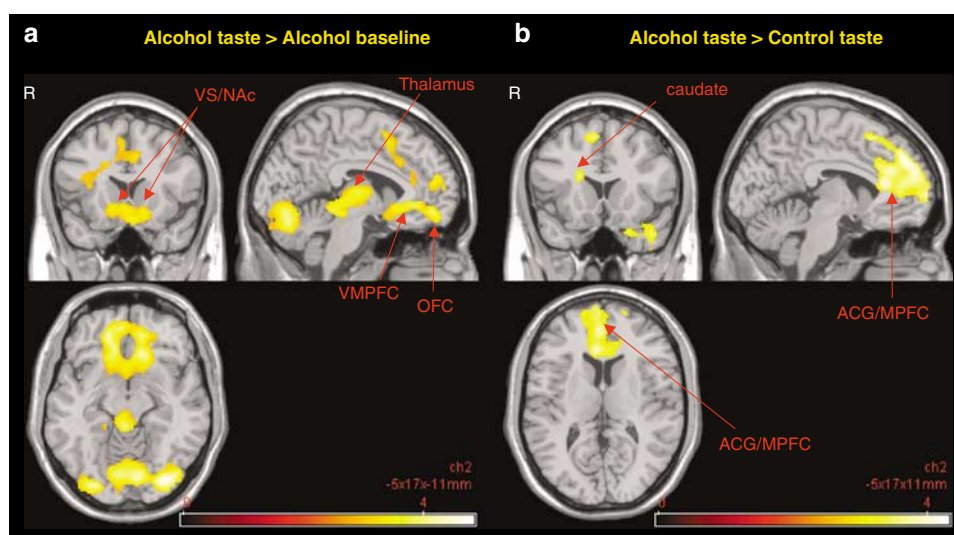 a
Alcohol taste > Alcohol baseline
R
VS/NAc
Thalamus
VMPFC
OFC
ch2
-5x17x-11mm
4
b
Alcohol taste > Control taste
R
caudate
ACG/MPFC
ACG/MPFC
ch2
-5x17x11mm
0
4